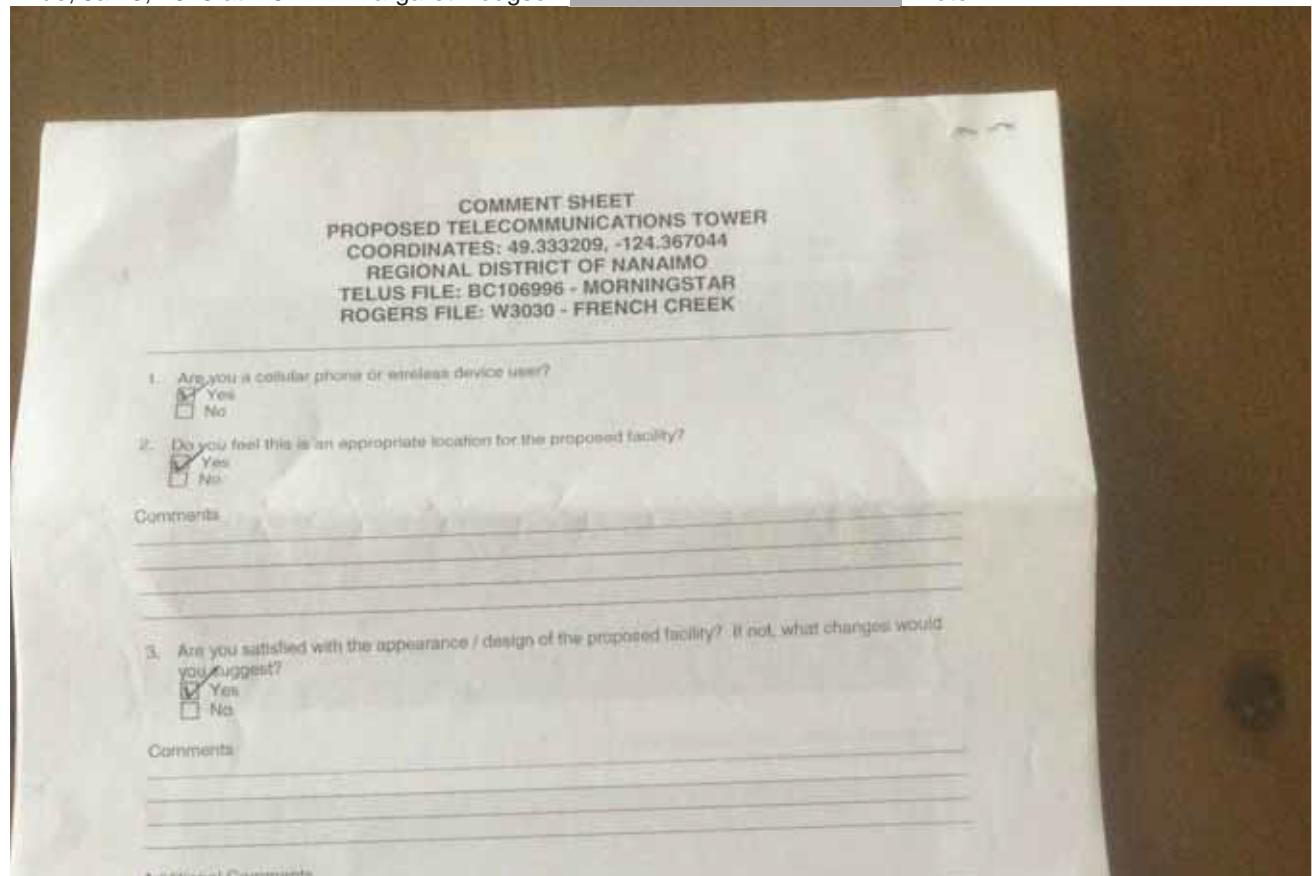 COMMENT SHEET
PROPOSED TELECOMMUNICATIONS TOWER
COORDINATES: 49.333209, -124.367044
REGIONAL DISTRICT OF NANAIMO
TELUS FILE: BC106996 - MORNINGSTAR
ROGERS FILE: W3030 - FRENCH CREEK
1. Are you a cellular phone or wireless device user?
Yes
No
2. Do you feel this is an appropriate location for the proposed facility?
Yes
No
Comments
3. Are you satisfied with the appearance / design of the proposed facility? If not, what changes would
you suggest?
Yes
No
Comments
Additional Comments